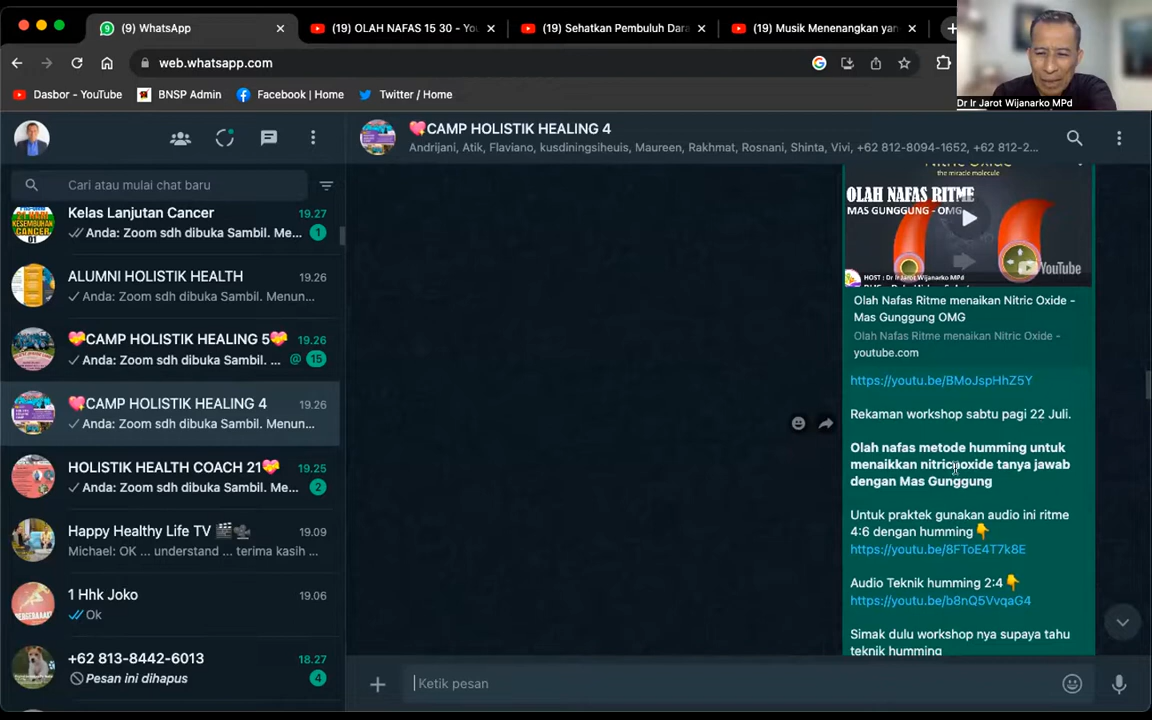 (9) WhatsApp
(19) OLAH NAFAS 15 30 - You
(19) Sehatkan Pembuluh Dara
(19) Musik Menenangkan yan
web.whatsapp.com
Dasbor - YouTube
BNSP Admin
Facebook | Home
Twitter / Home
Dr Ir Jarot Wijanarko MPd
💖CAMP HOLISTIK HEALING 4
Andrijani, Atik, Flaviano, kusdiningsiheuis, Maureen, Rakhmat, Rosnani, Shinta, Vivi, +62 812-8094-1652, +62 812-2...
Cari atau mulai chat baru
Kelas Lanjutan Cancer
19.27
Anda: Zoom sdh dibuka Sambil. Me...
1
ALUMNI HOLISTIK HEALTH
19.26
Anda: Zoom sdh dibuka Sambil. Menun...
💝CAMP HOLISTIK HEALING 5💝
19.26
Anda: Zoom sdh dibuka Sambil. ...
@
15
💖CAMP HOLISTIK HEALING 4
19.26
Anda: Zoom sdh dibuka Sambil. Menun...
HOLISTIK HEALTH COACH 21💝
19.25
Anda: Zoom sdh dibuka Sambil. Me...
2
Happy Healthy Life TV 🎬🎥
19.09
Michael: OK ... understand ... terima kasih ...
1 Hhk Joko
19.06
Ok
+62 813-8442-6013
18.27
Pesan ini dihapus
4
Nitric Oxide
the miracle molecule
OLAH NAFAS RITME
MAS GUNGGUNG - OMG
YouTube
HOST : Dr Ir Jarot Wijanarko MPd
Olah Nafas Ritme menaikan Nitric Oxide -
Mas Gunggung OMG
Olah Nafas Ritme menaikan Nitric Oxide -
youtube.com
https://youtu.be/BMoJspHhZ5Y
Rekaman workshop sabtu pagi 22 Juli.
Olah nafas metode humming untuk
menaikkan nitric oxide tanya jawab
dengan Mas Gunggung
Untuk praktek gunakan audio ini ritme
4:6 dengan humming👇
https://youtu.be/8FToE4T7k8E
Audio Teknik humming 2:4👇
https://youtu.be/b8nQ5VvqaG4
Simak dulu workshop nya supaya tahu
teknik humming
Ketik pesan